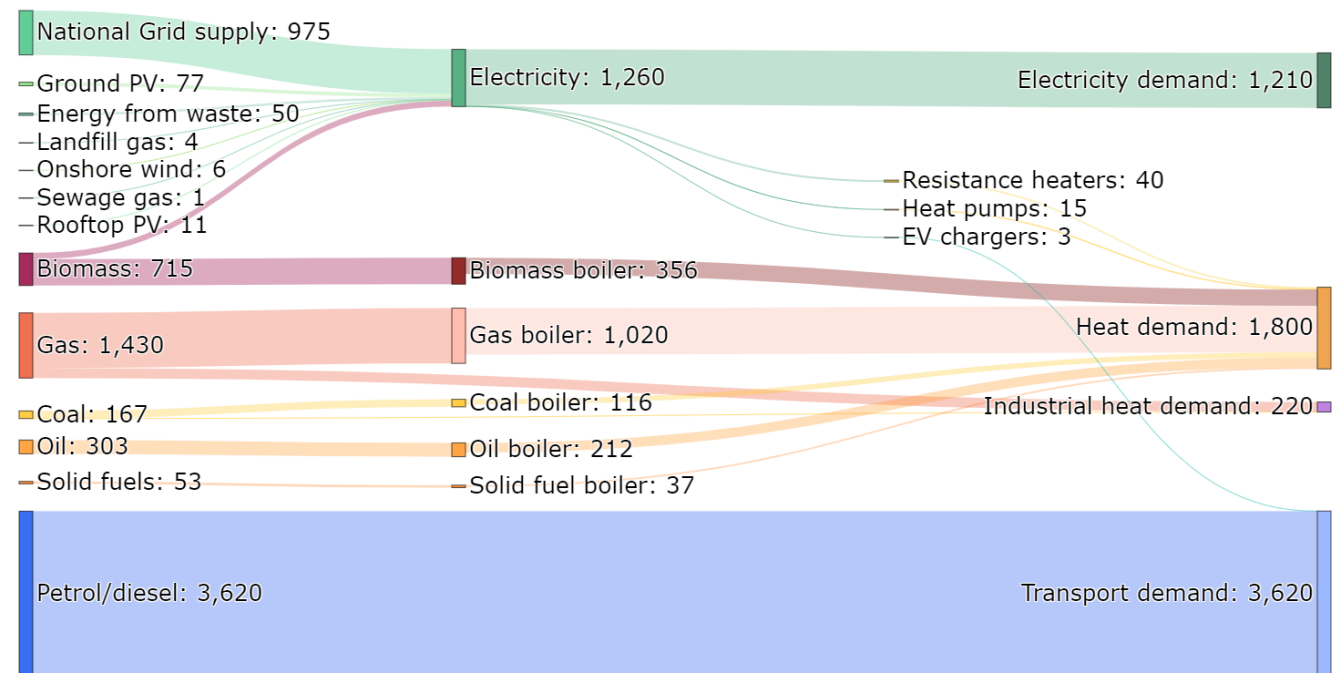 National Grid supply: 975
Ground PV: 77
Energy from waste: 50
Landfill gas: 4
Onshore wind: 6
Sewage gas: 1
Rooftop PV: 11
Biomass: 715
Gas: 1,430
Coal: 167
Oil: 303
Solid fuels: 53
Petrol/diesel: 3,620
Electricity: 1,260
Biomass boiler: 356
Gas boiler: 1,020
Coal boiler: 116
Oil boiler: 212
Solid fuel boiler: 37
Resistance heaters: 40
Heat pumps: 15
EV chargers: 3
Electricity demand: 1,210
Heat demand: 1,800
Industrial heat demand: 220
Transport demand: 3,620